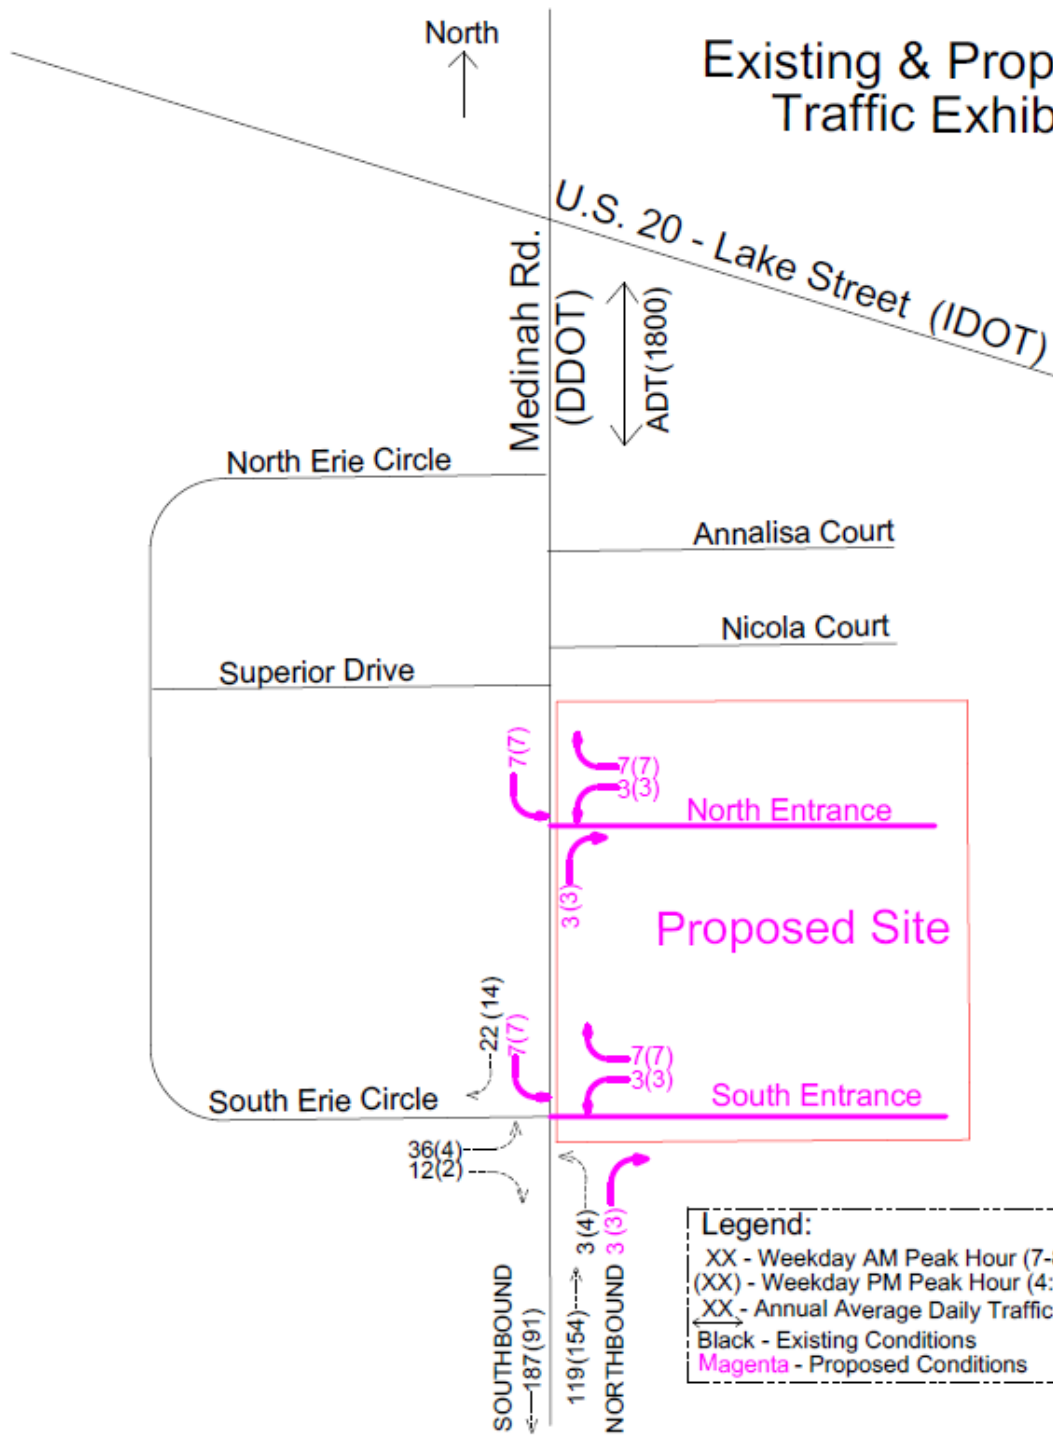 North
Existing & Prop
Traffic Exhib
U.S. 20 - Lake Street (IDOT)
Medinah Rd.
(DDOT)
ADT(1800)
North Erie Circle
Annalisa Court
Nicola Court
Superior Drive
7(7)
7(7)
3(3)
North Entrance
3(3)
Proposed Site
22(14)
7(7)
7(7)
3(3)
South Erie Circle
South Entrance
36(4)
12(2)
3(4)
3(3)
SOUTHBOUND
187(91)
119(154)
NORTHBOUND
Legend:
XX - Weekday AM Peak Hour (7-
(XX) - Weekday PM Peak Hour (4:
XX - Annual Average Daily Traffic
Black - Existing Conditions
Magenta - Proposed Conditions